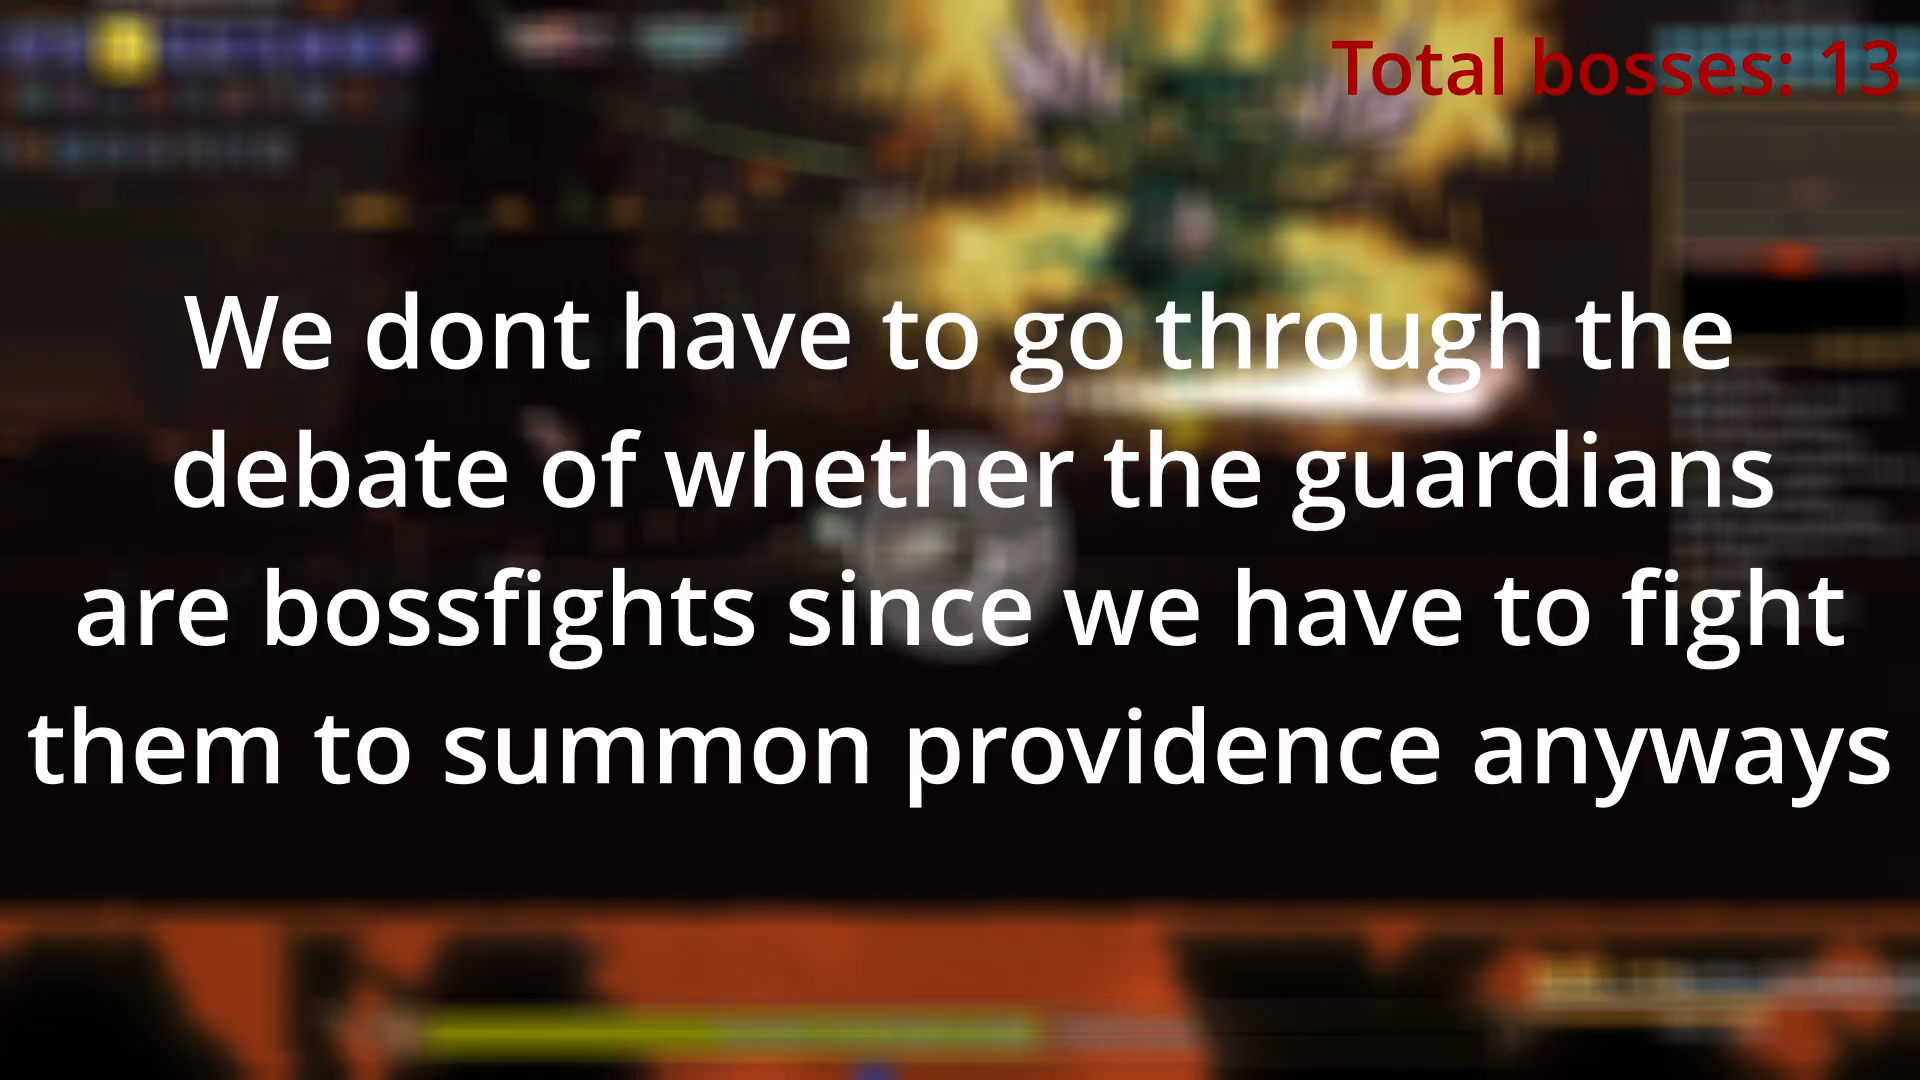 Total bosses: 13
We dont have to go through the
debate of whether the guardians
are bossfights since we have to fight
them to summon providence anyways